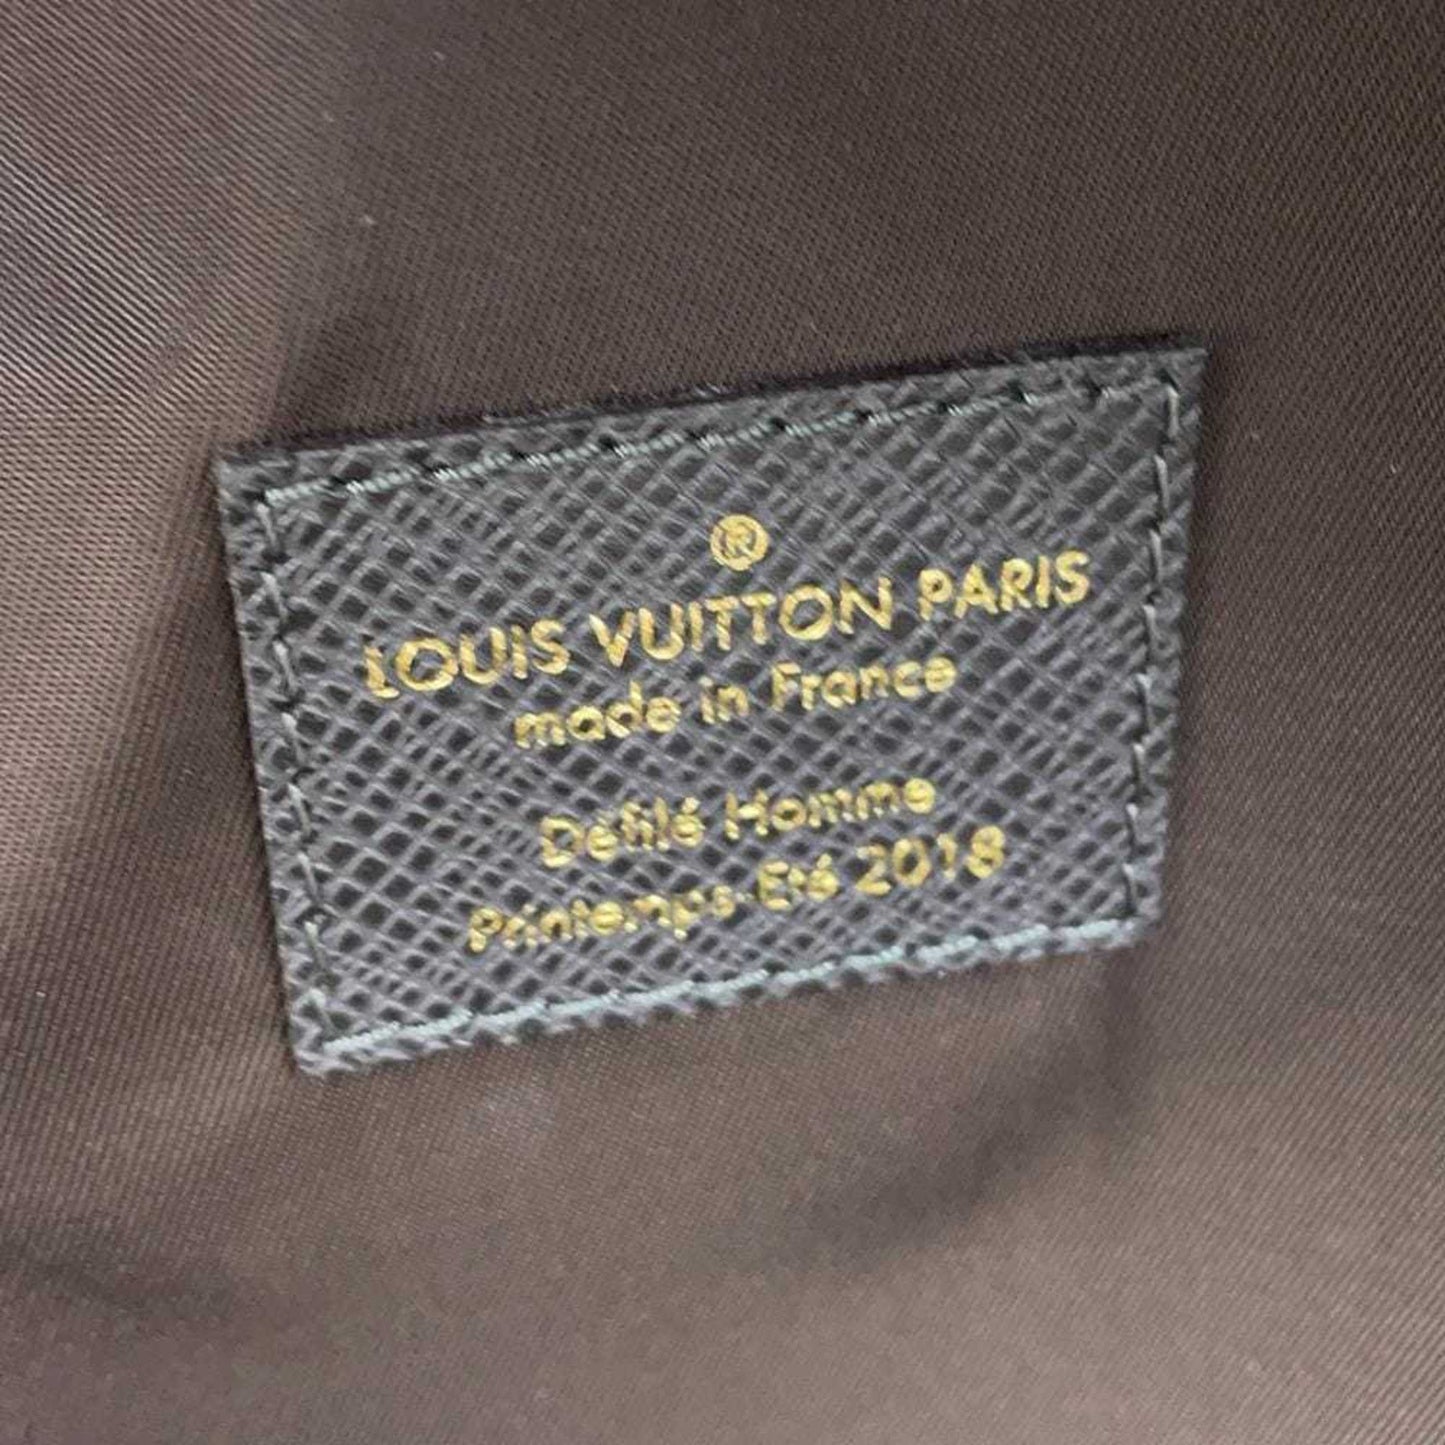 ®
LOUIS VUITTON PARIS
made in France
Défilé Homme
Printemps-Eté 2018